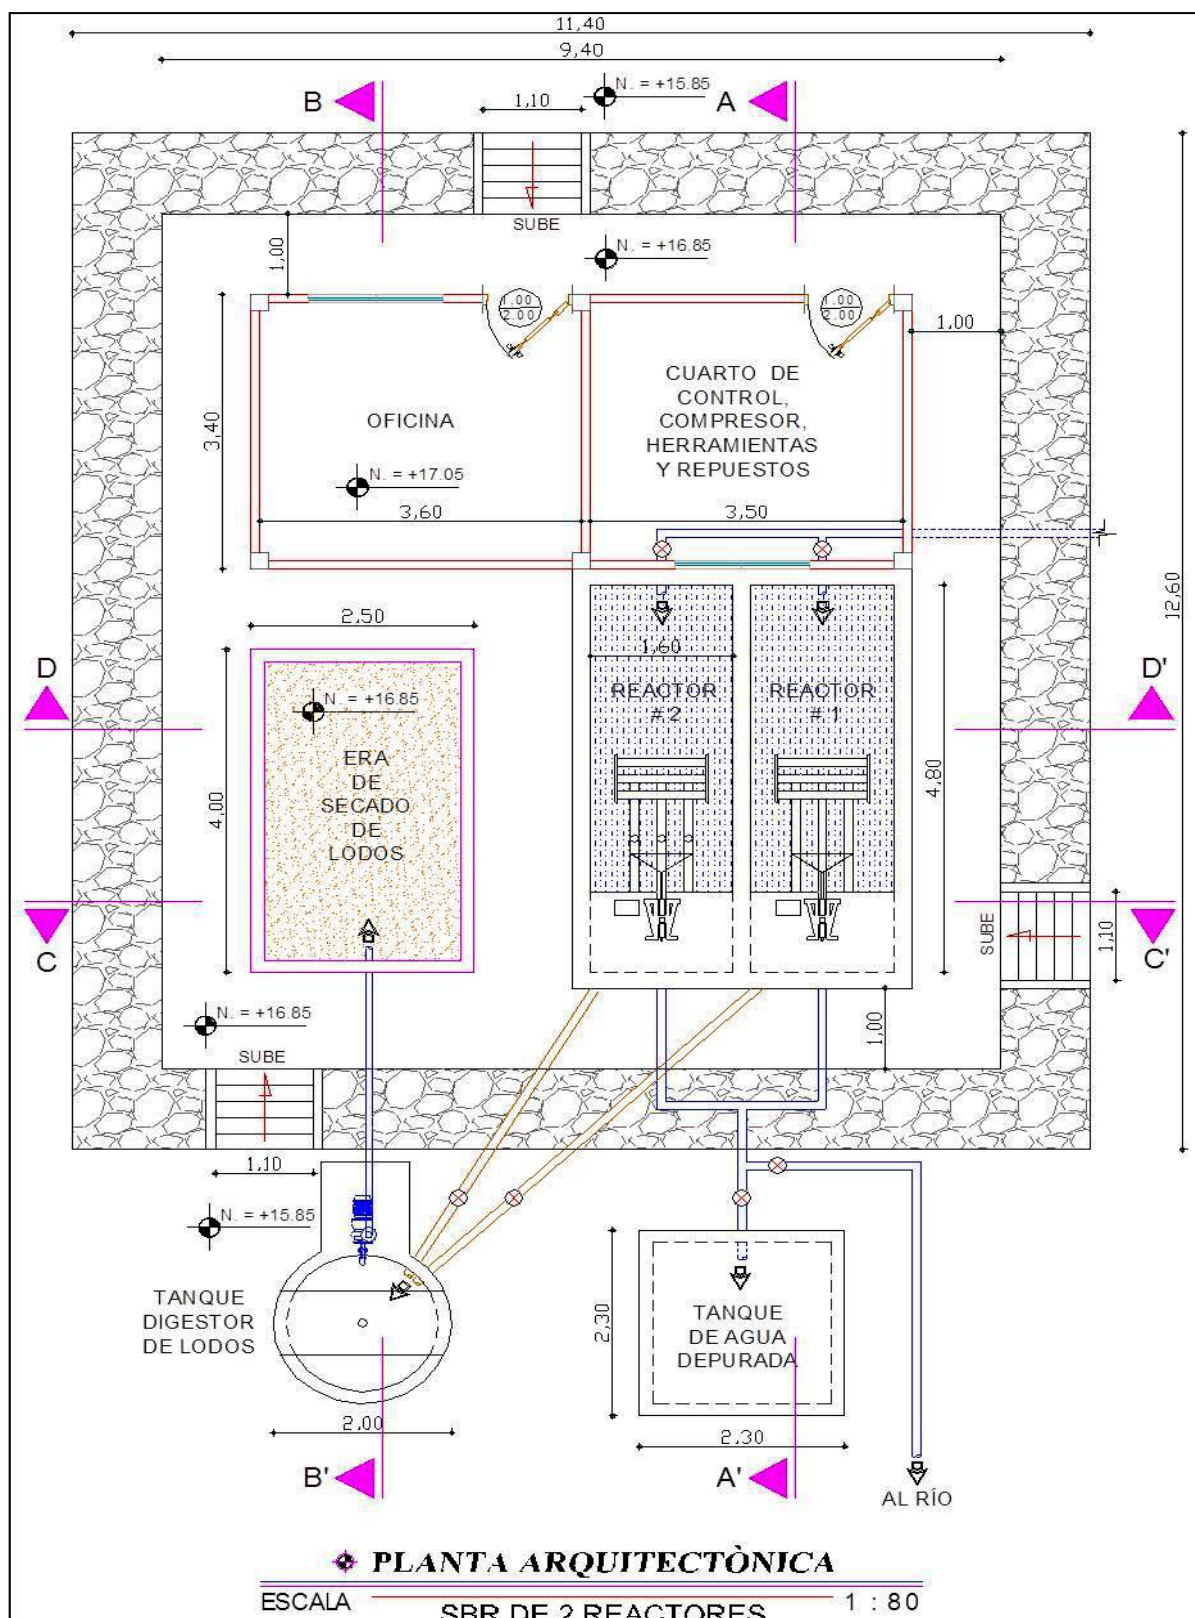 11,40
9,40
B
1,10
N. = +15.85
A
SUBE
1,00
N. = +16.85
1.00
2.00
1.00
2.00
1,00
3,40
OFICINA
CUARTO DE
CONTROL,
COMPRESOR,
HERRAMIENTAS
Y REPUESTOS
N. = +17.05
3,60
3,50
12,60
2,50
1,60
D
D'
N. = +16.85
REACTOR
# 2
REACTOR
# 1
4,00
ERA
DE
SECADO
DE
LODOS
4,80
C
SUBE
1,10
C'
N. = +16.85
1,00
SUBE
1,10
N. = +15.85
TANQUE
DIGESTOR
DE LODOS
2,30
TANQUE
DE AGUA
DEPURADA
2,00
2,30
B'
A'
AL RÍO
PLANTA ARQUITECTÒNICA
ESCALA 1 : 80
SBR DE 2 REACTORES